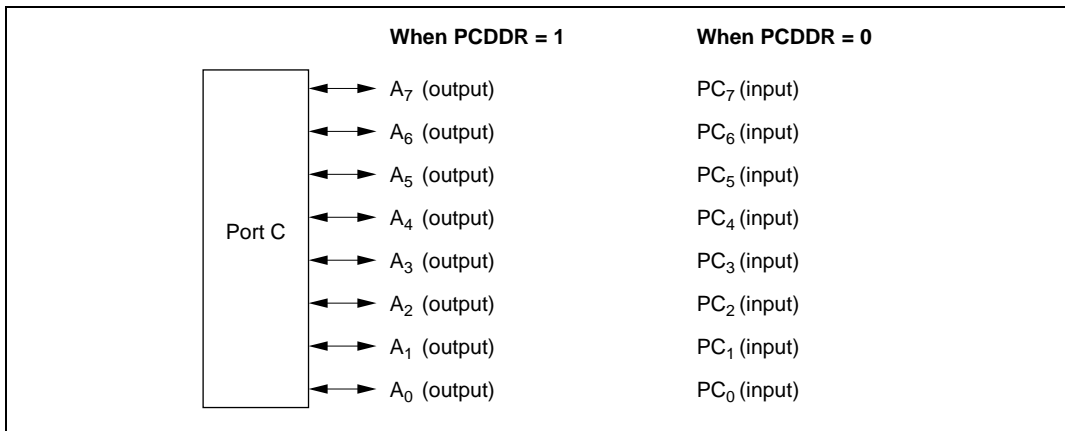 When PCDDR = 1 When PCDDR = 0
A₇ (output) PC₇ (input)
A₆ (output) PC₆ (input)
A₅ (output) PC₅ (input)
Port C A₄ (output) PC₄ (input)
A₃ (output) PC₃ (input)
A₂ (output) PC₂ (input)
A₁ (output) PC₁ (input)
A₀ (output) PC₀ (input)